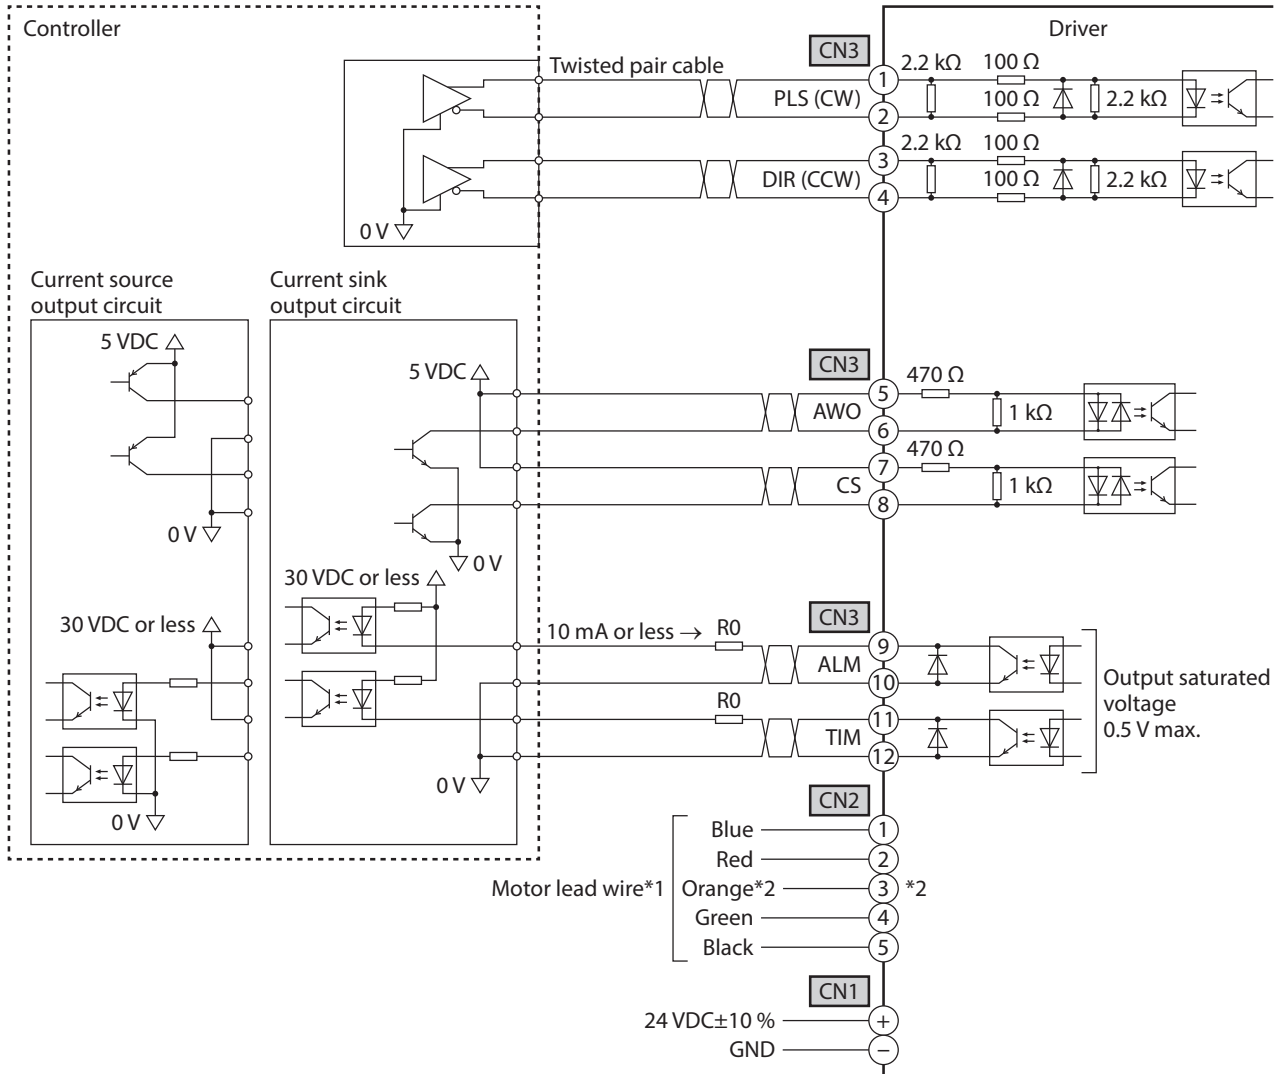 Controller
Driver
CN3
Twisted pair cable
2.2 kΩ
100 Ω
1
PLS (CW)
100 Ω
2.2 kΩ
2
2.2 kΩ
100 Ω
3
DIR (CCW)
100 Ω
2.2 kΩ
4
0 V
Current source
output circuit
Current sink
output circuit
5 VDC
5 VDC
CN3
470 Ω
5
AWO
1 kΩ
6
470 Ω
7
CS
1 kΩ
8
0 V
0 V
30 VDC or less
30 VDC or less
CN3
10 mA or less →
R0
9
ALM
10
R0
11
TIM
12
Output saturated
voltage
0.5 V max.
0 V
0 V
CN2
Blue
1
Red
2
Motor lead wire*1
Orange*2
3
*2
Green
4
Black
5
CN1
24 VDC±10 %
+
GND
−